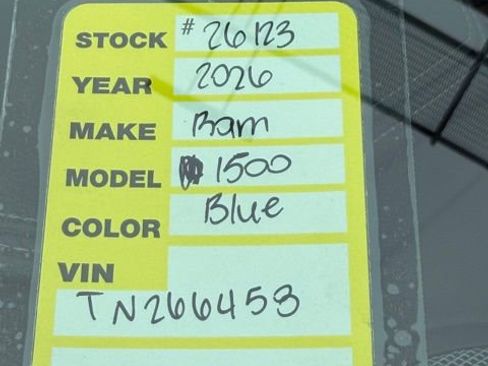 STOCK # 26123
YEAR 2026
MAKE Ram
MODEL 1500
COLOR Blue
VIN
TN266453